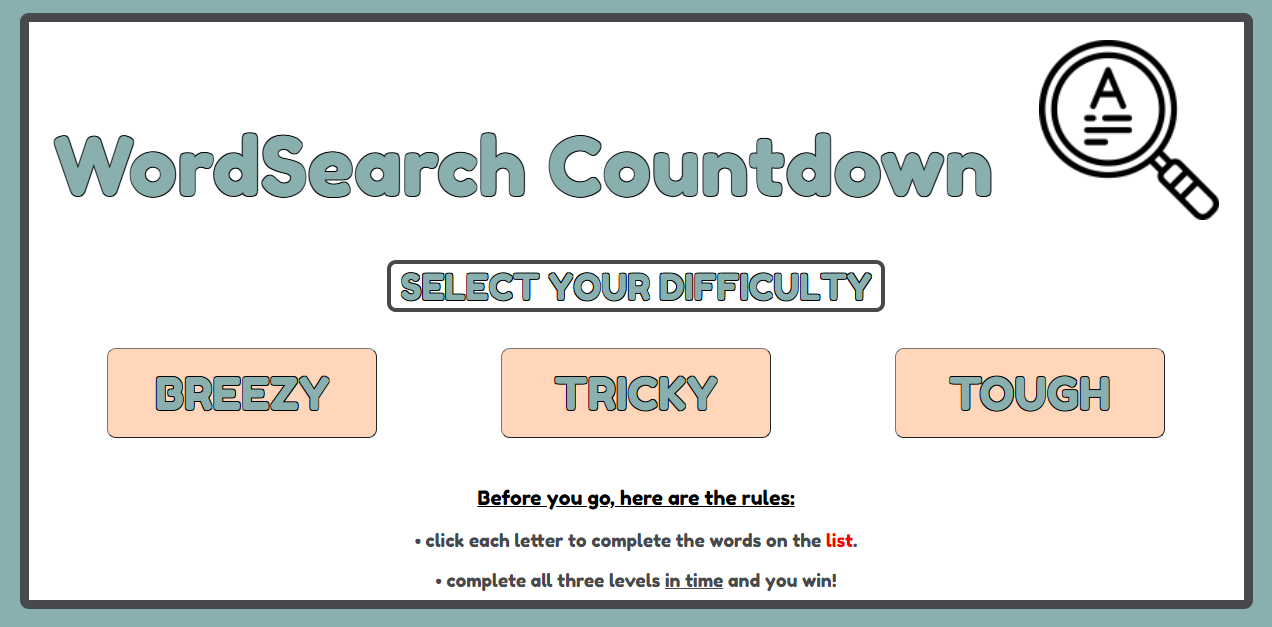 A
WordSearch Countdown
SELECT YOUR DIFFICULTY
BREEZY
TRICKY
TOUGH
Before you go, here are the rules:
• click each letter to complete the words on the list.
• complete all three levels in time and you win!